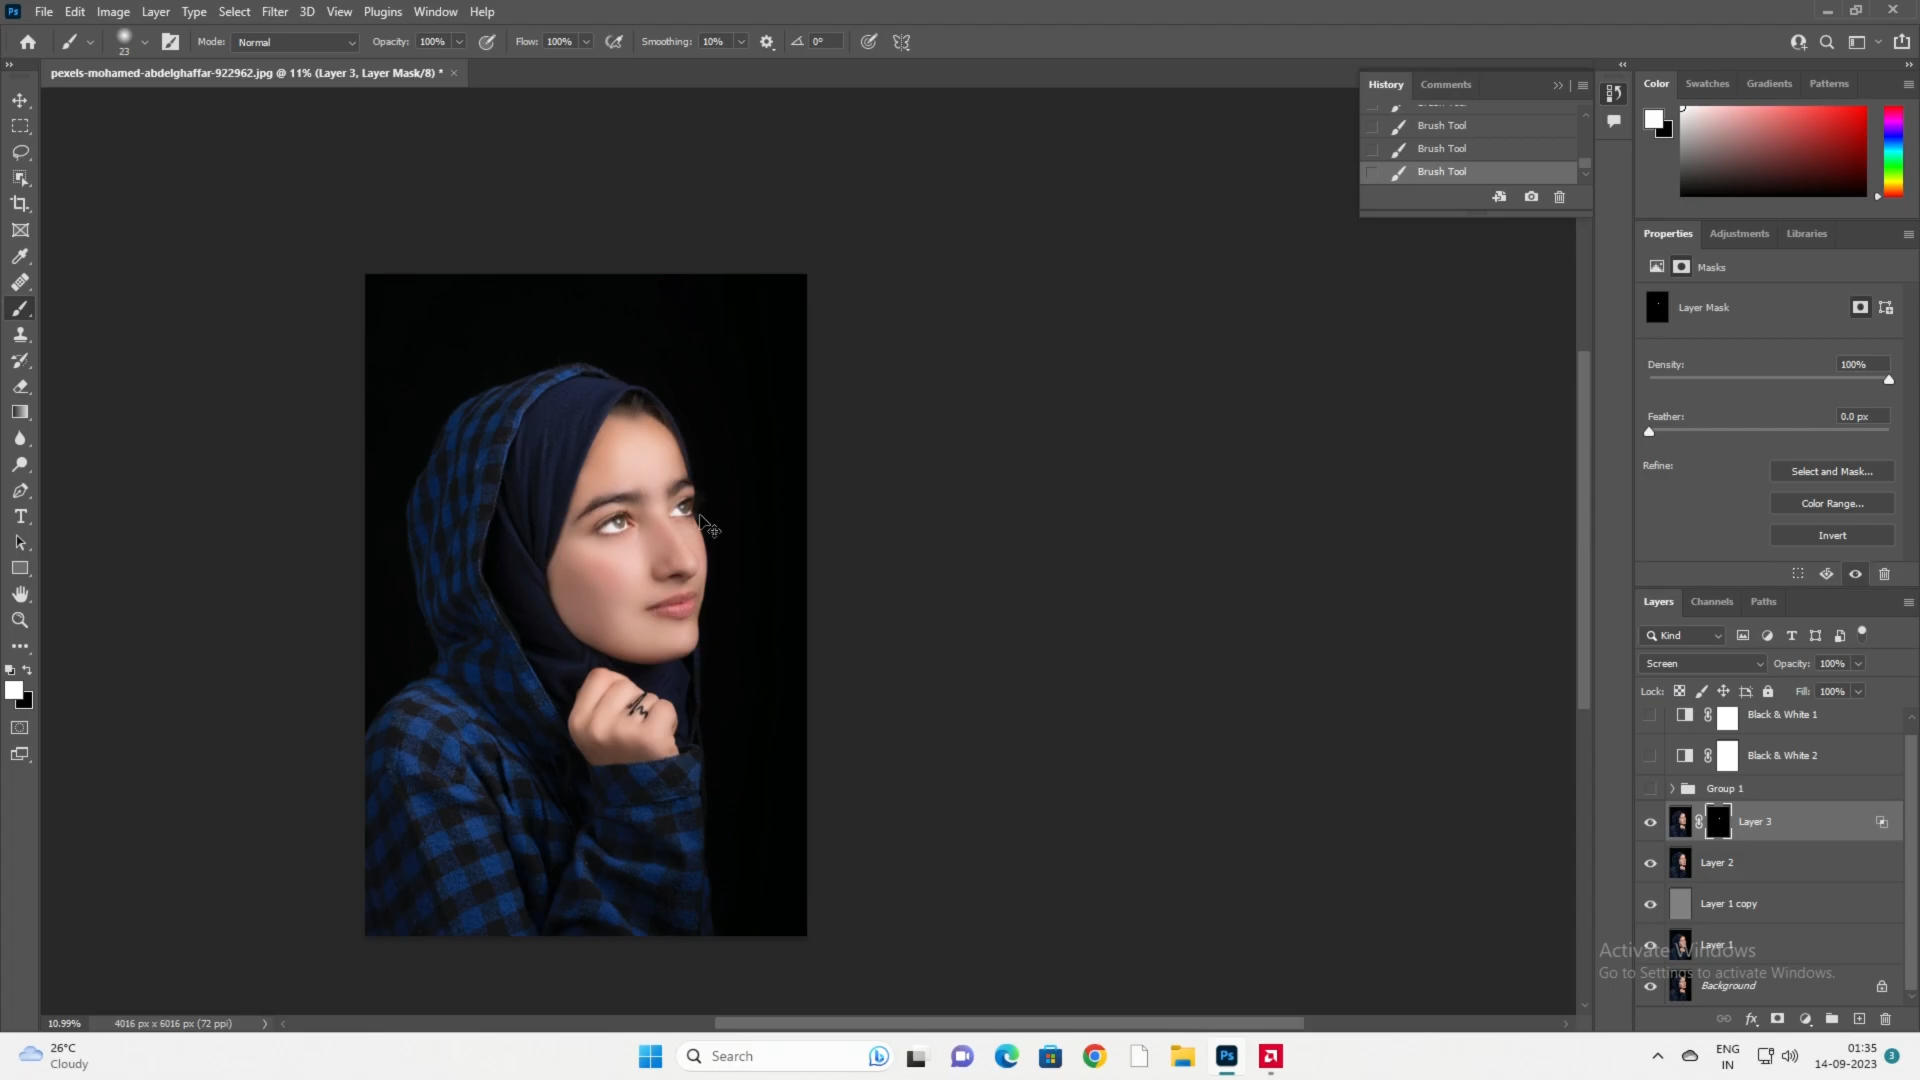 Ps File Edit Image Layer Type Select Filter 3D View Plugins Window Help
23 Mode: Normal Opacity: 100% Flow: 100% Smoothing: 10% 0°
pexels-mohamed-abdelghaffar-922962.jpg @ 11% (Layer 3, Layer Mask/8) * ×
History Comments
Brush Tool
Brush Tool
Brush Tool
Brush Tool
Color Swatches Gradients Patterns
Properties Adjustments Libraries
Masks
Layer Mask
Density: 100%
Feather: 0.0 px
Refine: Select and Mask...
Color Range...
Invert
Layers Channels Paths
Kind
Screen Opacity: 100%
Lock: Fill: 100%
Black & White 1
Black & White 2
Group 1
Layer 3
Layer 2
Layer 1 copy
Layer 1
Activate Windows
Go to Settings to activate Windows.
Background
10.99% 4016 px x 6016 px (72 ppi)
26°C
Cloudy
Search
Ps
ENG
IN
01:35
14-09-2023
3